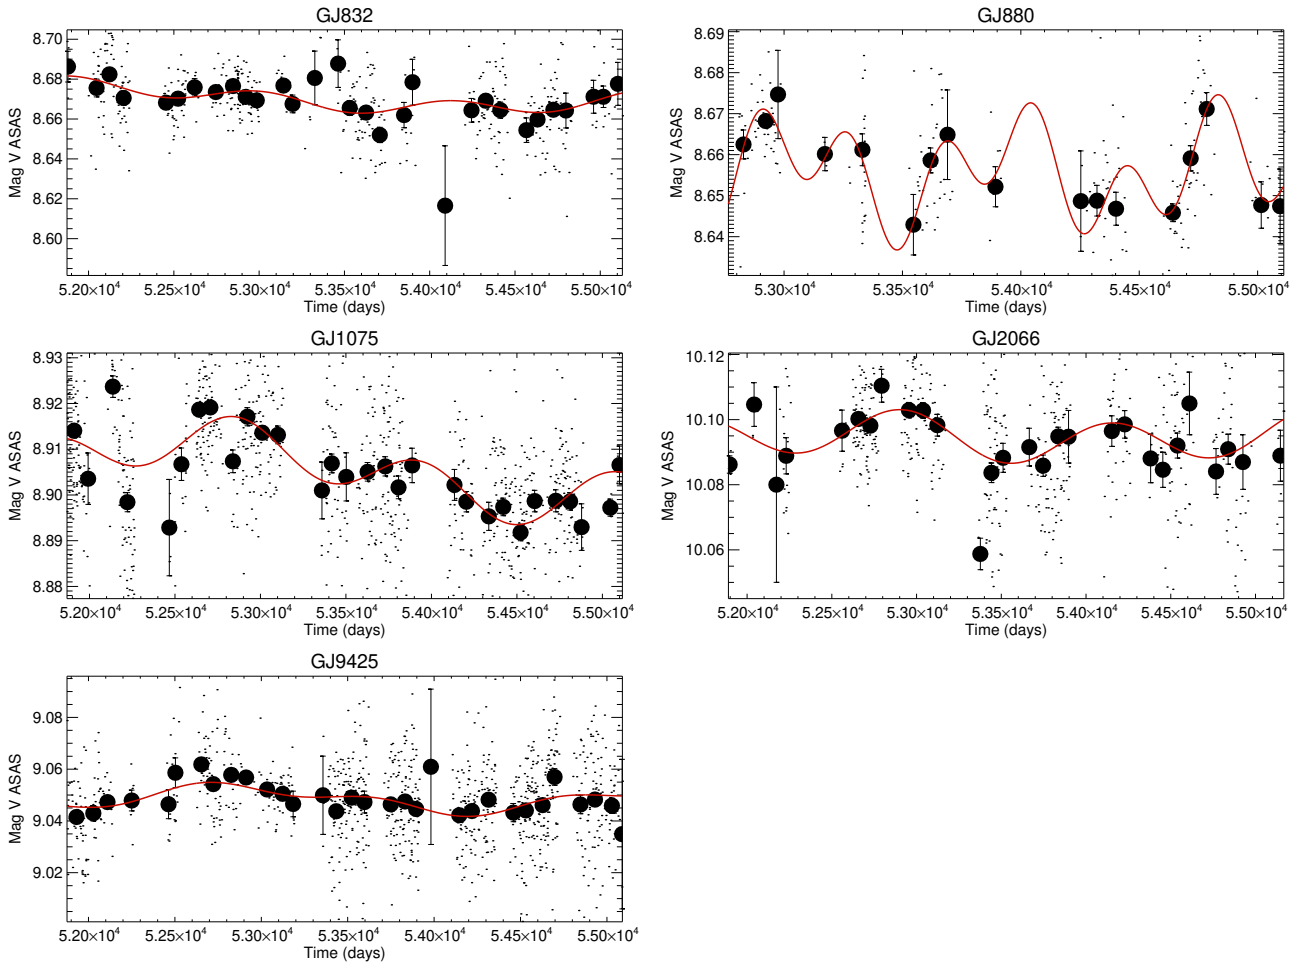 GJ832
Mag V ASAS
8.70
8.68
8.66
8.64
8.62
8.60
5.20×10⁴ 5.25×10⁴ 5.30×10⁴ 5.35×10⁴ 5.40×10⁴ 5.45×10⁴ 5.50×10⁴
Time (days)
GJ880
Mag V ASAS
8.69
8.68
8.67
8.66
8.65
8.64
5.30×10⁴ 5.35×10⁴ 5.40×10⁴ 5.45×10⁴ 5.50×10⁴
Time (days)
GJ1075
Mag V ASAS
8.93
8.92
8.91
8.90
8.89
8.88
5.20×10⁴ 5.25×10⁴ 5.30×10⁴ 5.35×10⁴ 5.40×10⁴ 5.45×10⁴ 5.50×10⁴
Time (days)
GJ2066
Mag V ASAS
10.12
10.10
10.08
10.06
5.20×10⁴ 5.25×10⁴ 5.30×10⁴ 5.35×10⁴ 5.40×10⁴ 5.45×10⁴ 5.50×10⁴
Time (days)
GJ9425
Mag V ASAS
9.08
9.06
9.04
9.02
5.20×10⁴ 5.25×10⁴ 5.30×10⁴ 5.35×10⁴ 5.40×10⁴ 5.45×10⁴ 5.50×10⁴
Time (days)